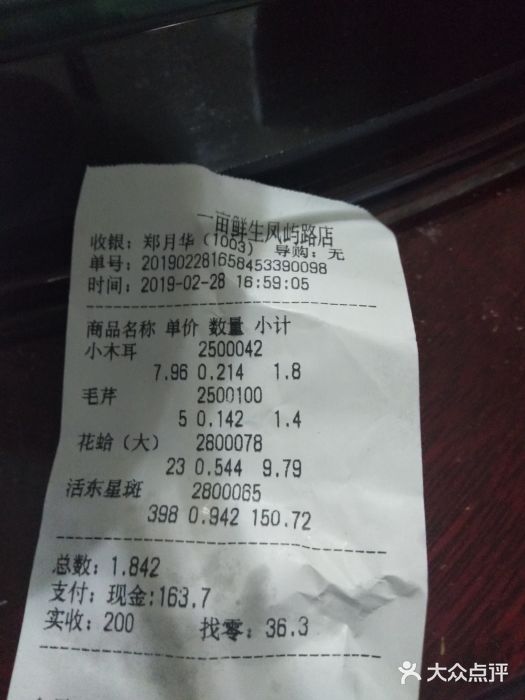 一亩鲜生凤屿路店
收银：郑月华（1003） 导购：无
单号：201902281658453390098
时间：2019-02-28 16:59:05
商品名称 单价 数量 小计
小木耳 2500042
7.96 0.214 1.8
毛芹 2500100
5 0.142 1.4
花蛤（大） 2800078
23 0.544 9.79
活东星斑 2800065
398 0.942 150.72
总数：1.842
支付：现金:163.7
实收：200 找零：36.3
大众点评